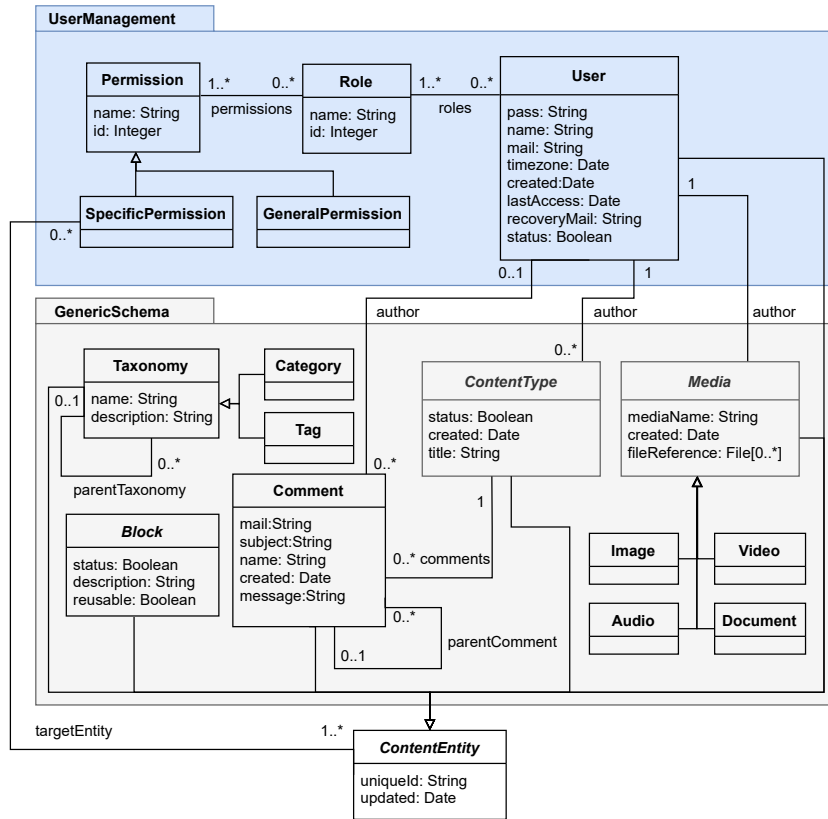 UserManagement
Permission
name: String
id: Integer
1..*
0..*
permissions
Role
name: String
id: Integer
1..*
0..*
roles
User
pass: String
name: String
mail: String
timezone: Date
created:Date
lastAccess: Date
recoveryMail: String
status: Boolean
SpecificPermission
GeneralPermission
0..*
1
0..1
1
GenericSchema
author
author
author
Taxonomy
name: String
description: String
0..1
0..*
parentTaxonomy
Category
Tag
0..*
ContentType
status: Boolean
created: Date
title: String
Media
mediaName: String
created: Date
fileReference: File[0..*]
0..*
Comment
mail:String
subject:String
name: String
created: Date
message:String
1
0..* comments
0..*
0..1
parentComment
Block
status: Boolean
description: String
reusable: Boolean
Image
Video
Audio
Document
targetEntity
1..*
ContentEntity
uniqueId: String
updated: Date